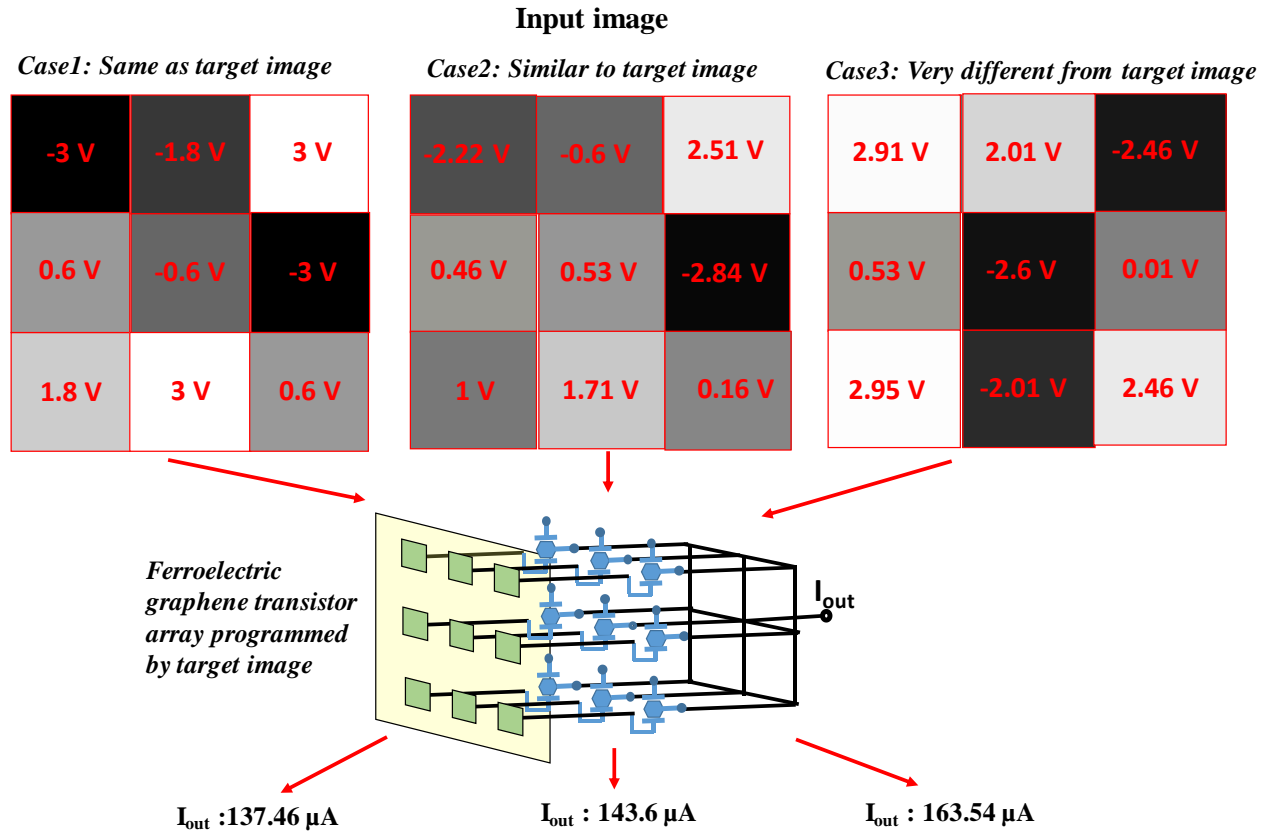 Input image
Case1: Same as target image
Case2: Similar to target image
Case3: Very different from target image
-3 V
-1.8 V
3 V
0.6 V
-0.6 V
-3 V
1.8 V
3 V
0.6 V
-2.22 V
-0.6 V
2.51 V
0.46 V
0.53 V
-2.84 V
1 V
1.71 V
0.16 V
2.91 V
2.01 V
-2.46 V
0.53 V
-2.6 V
0.01 V
2.95 V
-2.01 V
2.46 V
Ferroelectric
graphene transistor
array programmed
by target image
Iout
Iout :137.46 μA
Iout : 143.6 μA
Iout : 163.54 μA